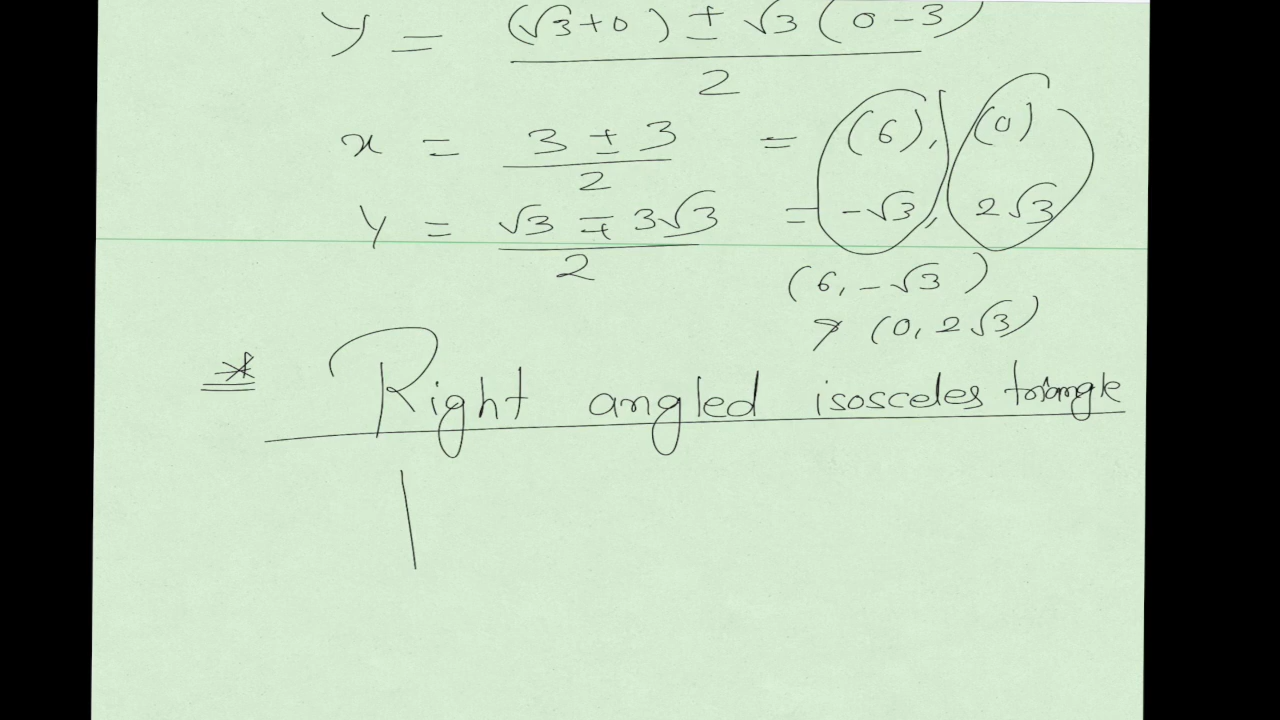 y = (√3+0) ± √3(0-3)
2
x = 3 ± 3 = (6), (0)
2
y = √3 ∓ 3√3 = -√3, 2√3
2
(6, -√3)
(0, 2√3)
* Right angled isosceles triangle